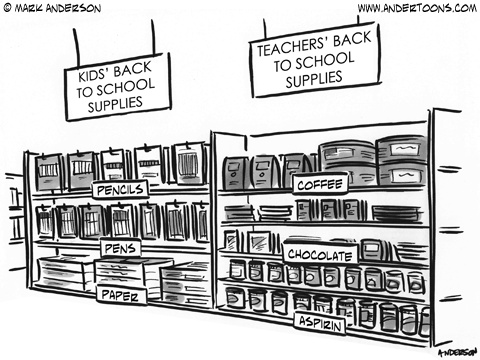 © MARK ANDERSON
WWW.ANDERTOONS.COM
KIDS' BACK
TO SCHOOL
SUPPLIES
TEACHERS' BACK
TO SCHOOL
SUPPLIES
PENCILS
PENS
PAPER
COFFEE
CHOCOLATE
ASPIRIN
ANDERSON